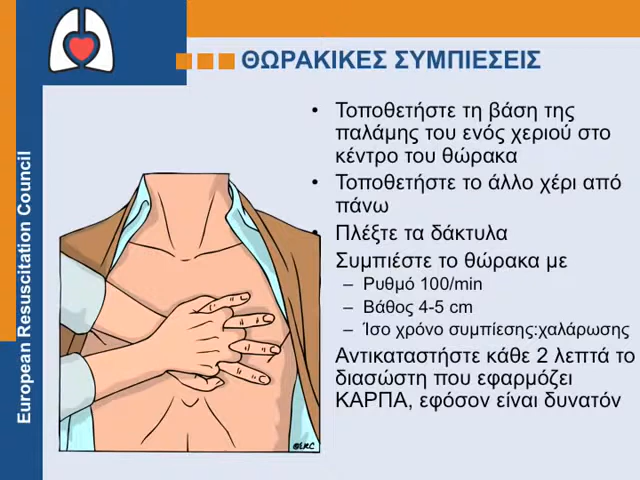 European Resuscitation Council
ΘΩΡΑΚΙΚΕΣ ΣΥΜΠΙΕΣΕΙΣ
• Τοποθετήστε τη βάση της
παλάμης του ενός χεριού στο
κέντρο του θώρακα
• Τοποθετήστε το άλλο χέρι από
πάνω
• Πλέξτε τα δάκτυλα
Συμπιέστε το θώρακα με
– Ρυθμό 100/min
– Βάθος 4-5 cm
– Ίσο χρόνο συμπίεσης:χαλάρωσης
Αντικαταστήστε κάθε 2 λεπτά το
διασώστη που εφαρμόζει
ΚΑΡΠΑ, εφόσον είναι δυνατόν
@ERC